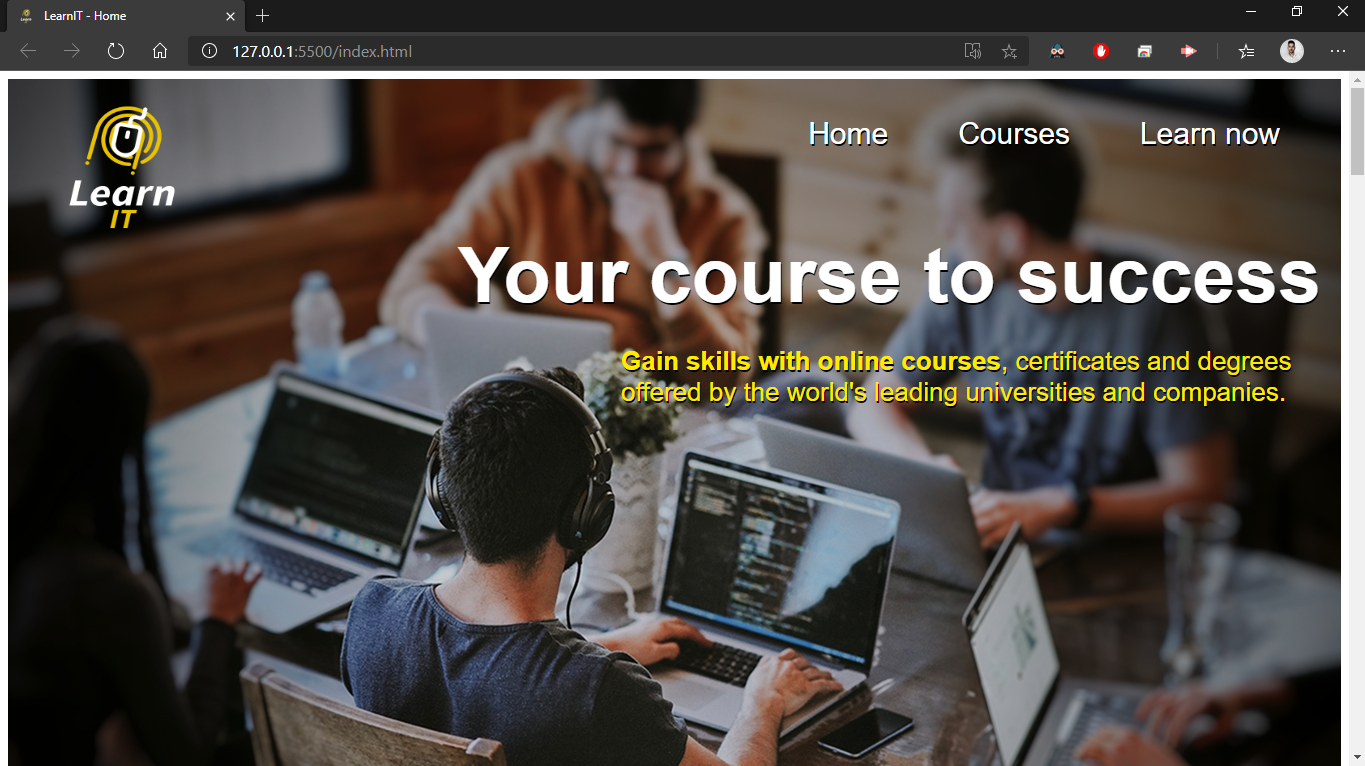 LearnIT - Home
127.0.0.1:5500/index.html
Learn
IT
Home Courses Learn now
Your course to success
Gain skills with online courses, certificates and degrees
offered by the world's leading universities and companies.